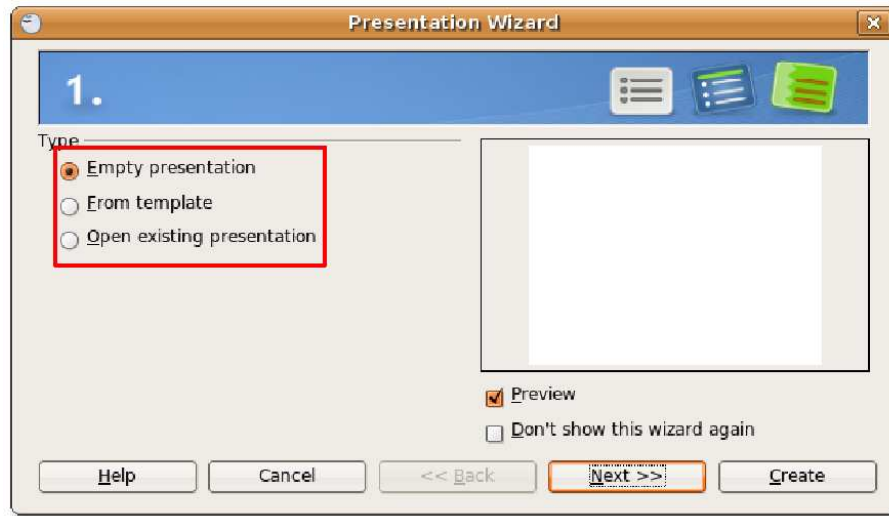 Presentation Wizard
1.
Type
Empty presentation
From template
Open existing presentation
Preview
Don't show this wizard again
Help
Cancel
<< Back
Next >>
Create